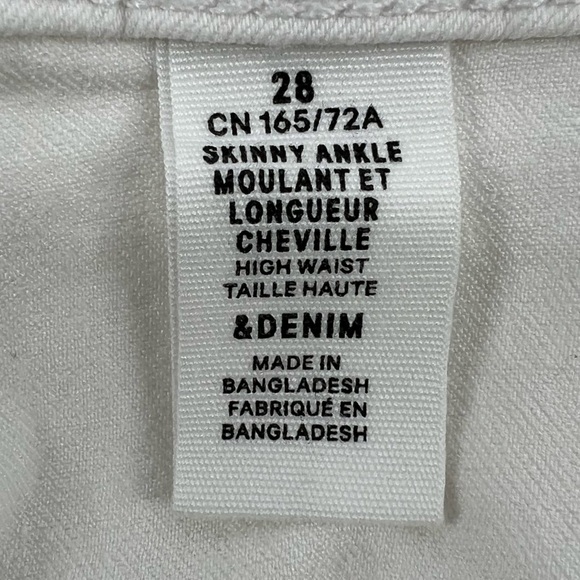 28
CN 165/72A
SKINNY ANKLE
MOULANT ET
LONGUEUR
CHEVILLE
HIGH WAIST
TAILLE HAUTE
&DENIM
MADE IN
BANGLADESH
FABRIQUÉ EN
BANGLADESH